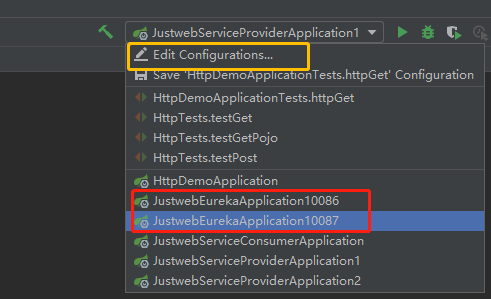 JustwebServiceProviderApplication1
Edit Configurations...
Save 'HttpDemoApplicationTests.httpGet' Configuration
HttpDemoApplicationTests.httpGet
HttpTests.testGet
HttpTests.testGetPojo
HttpTests.testPost
HttpDemoApplication
JustwebEurekaApplication10086
JustwebEurekaApplication10087
JustwebServiceConsumerApplication
JustwebServiceProviderApplication1
JustwebServiceProviderApplication2